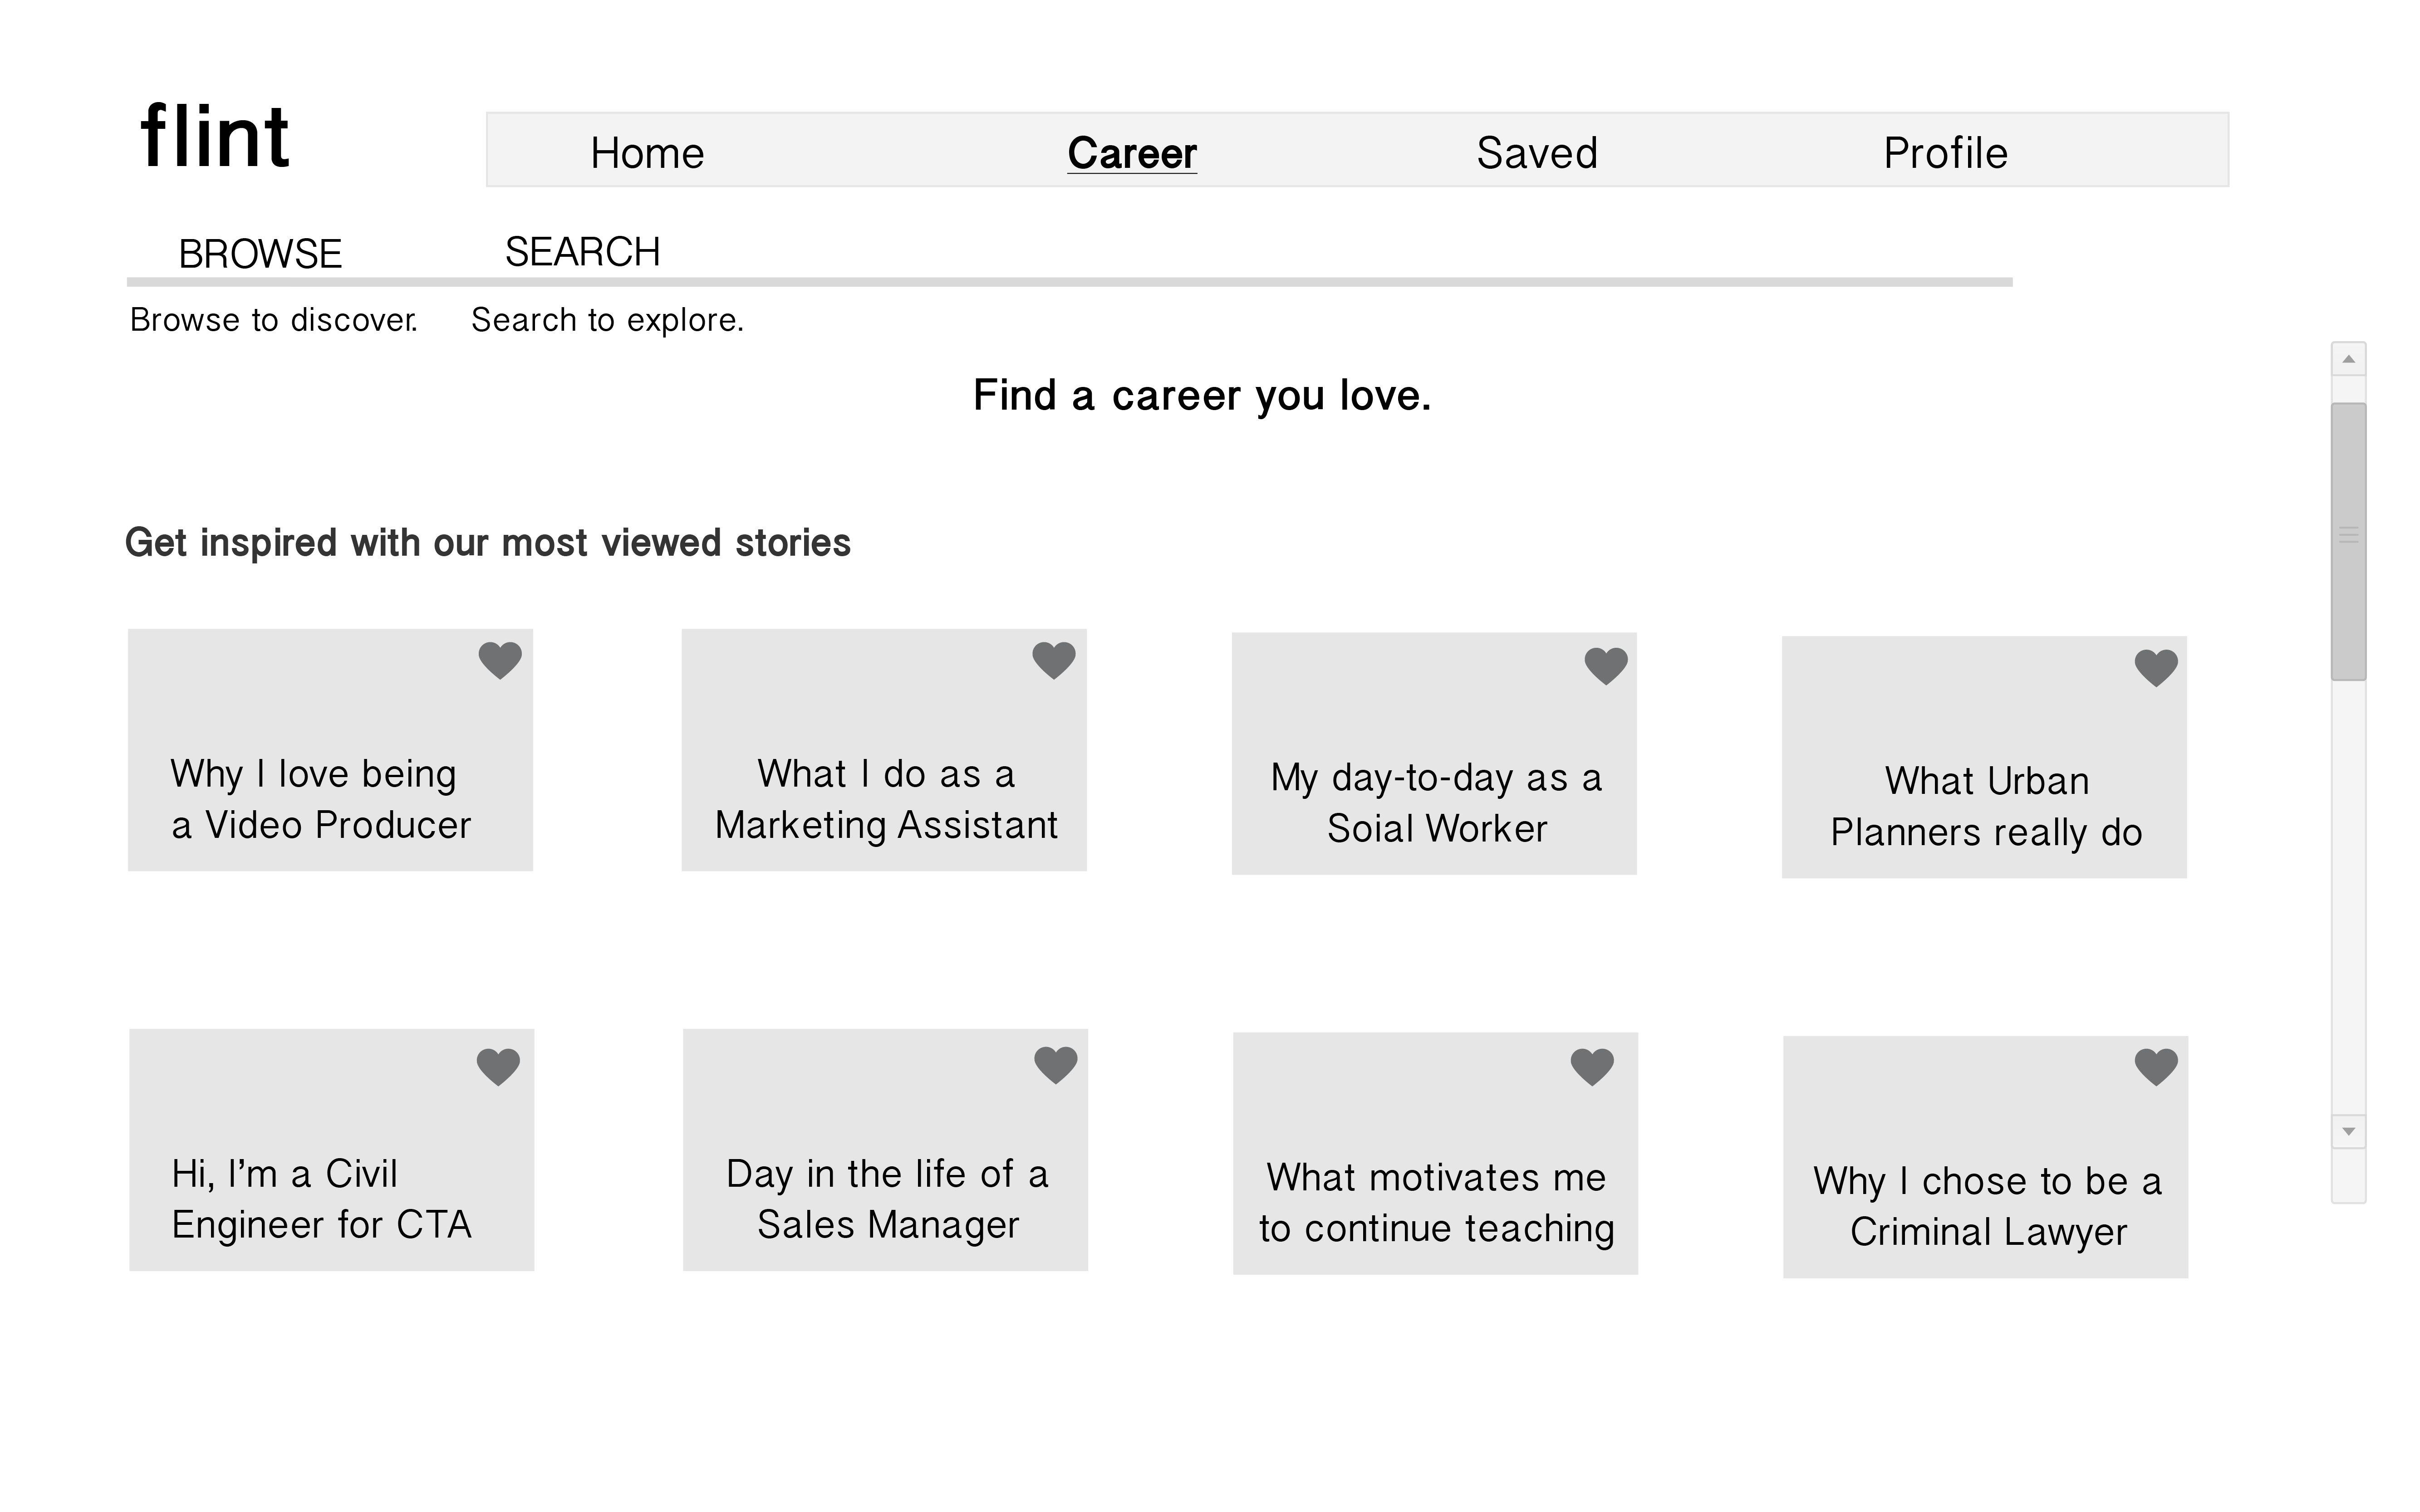 flint
Home Career Saved Profile
BROWSE SEARCH
Browse to discover. Search to explore.
Find a career you love.
Get inspired with our most viewed stories
Why I love being
a Video Producer
What I do as a
Marketing Assistant
My day-to-day as a
Soial Worker
What Urban
Planners really do
Hi, I’m a Civil
Engineer for CTA
Day in the life of a
Sales Manager
What motivates me
to continue teaching
Why I chose to be a
Criminal Lawyer